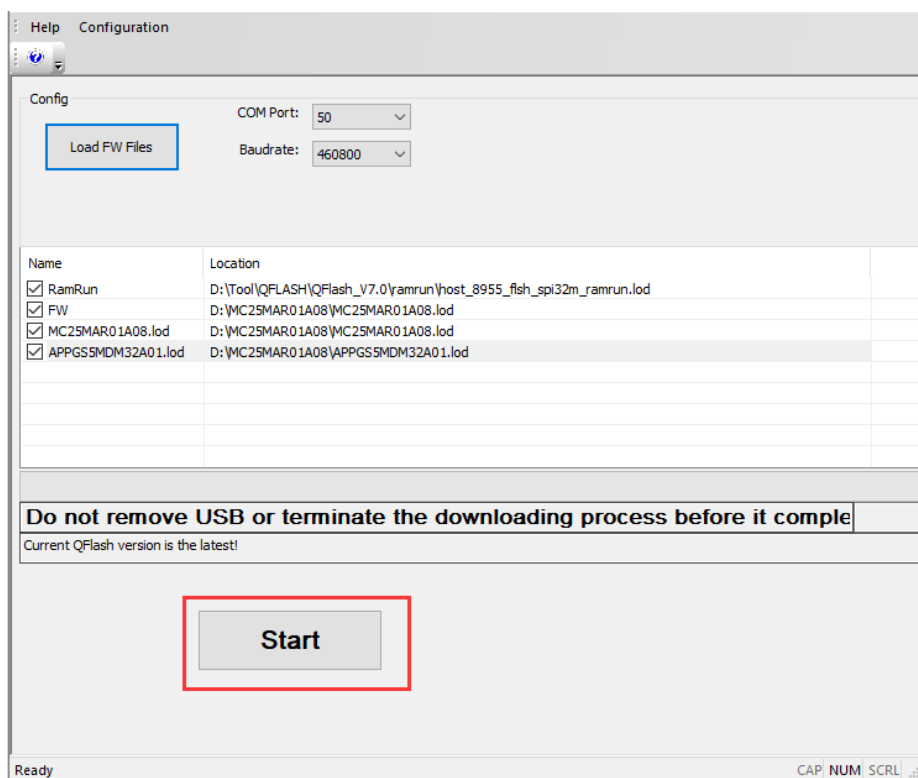 Help Configuration
Config
COM Port: 50
Load FW Files
Baudrate: 460800
Name Location
RamRun D:\Tool\QFLASH\QFlash_V7.0\ramrun\host_8955_flsh_spi32m_ramrun.lod
FW D:\MC25MAR01A08\MC25MAR01A08.lod
MC25MAR01A08.lod D:\MC25MAR01A08\MC25MAR01A08.lod
APPGS5MDM32A01.lod D:\MC25MAR01A08\APPGS5MDM32A01.lod
Do not remove USB or terminate the downloading process before it comple
Current QFlash version is the latest!
Start
Ready CAP NUM SCRL